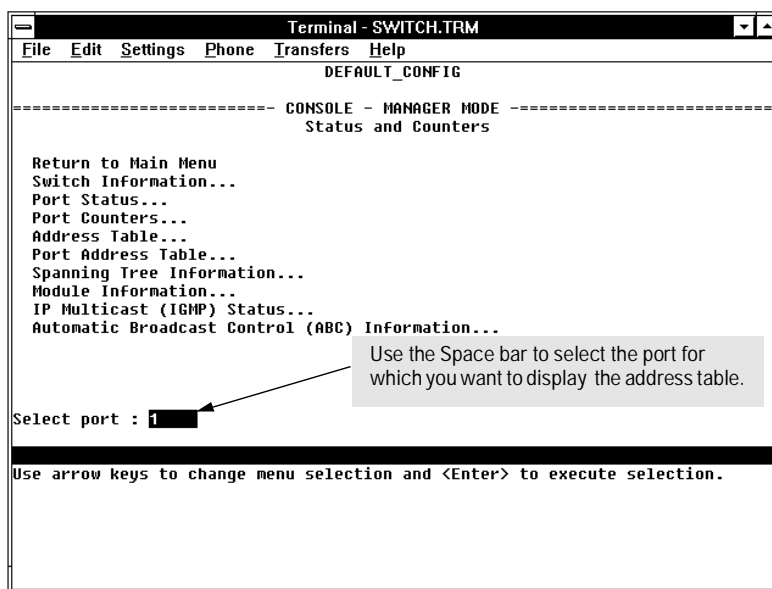 Terminal - SWITCH.TRM
File Edit Settings Phone Transfers Help
DEFAULT_CONFIG
==========================- CONSOLE - MANAGER MODE -==========================
Status and Counters
Return to Main Menu
Switch Information...
Port Status...
Port Counters...
Address Table...
Port Address Table...
Spanning Tree Information...
Module Information...
IP Multicast (IGMP) Status...
Automatic Broadcast Control (ABC) Information...
Use the Space bar to select the port for
which you want to display the address table.
Select port : 1
Use arrow keys to change menu selection and <Enter> to execute selection.